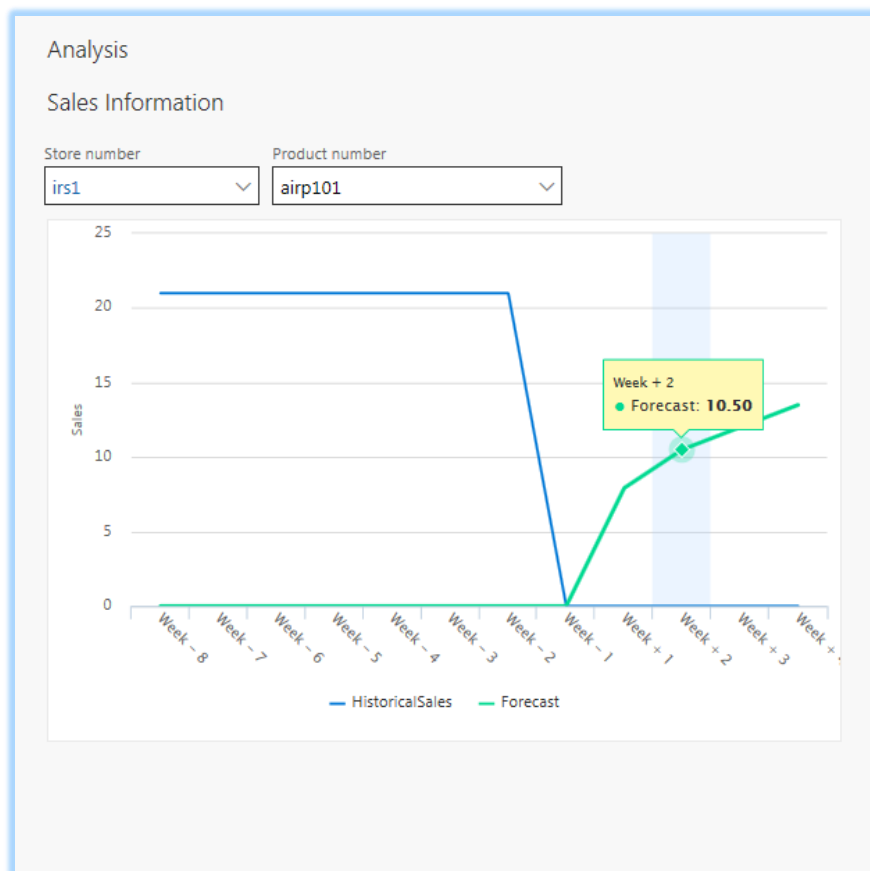 Analysis
Sales Information
Store number Product number
irs1 airp101
25
20
15
10
5
0
Sales
Week + 2
Forecast: 10.50
Week - 8
Week - 7
Week - 6
Week - 5
Week - 4
Week - 3
Week - 2
Week - 1
Week + 1
Week + 2
Week + 3
Week +
HistoricalSales Forecast